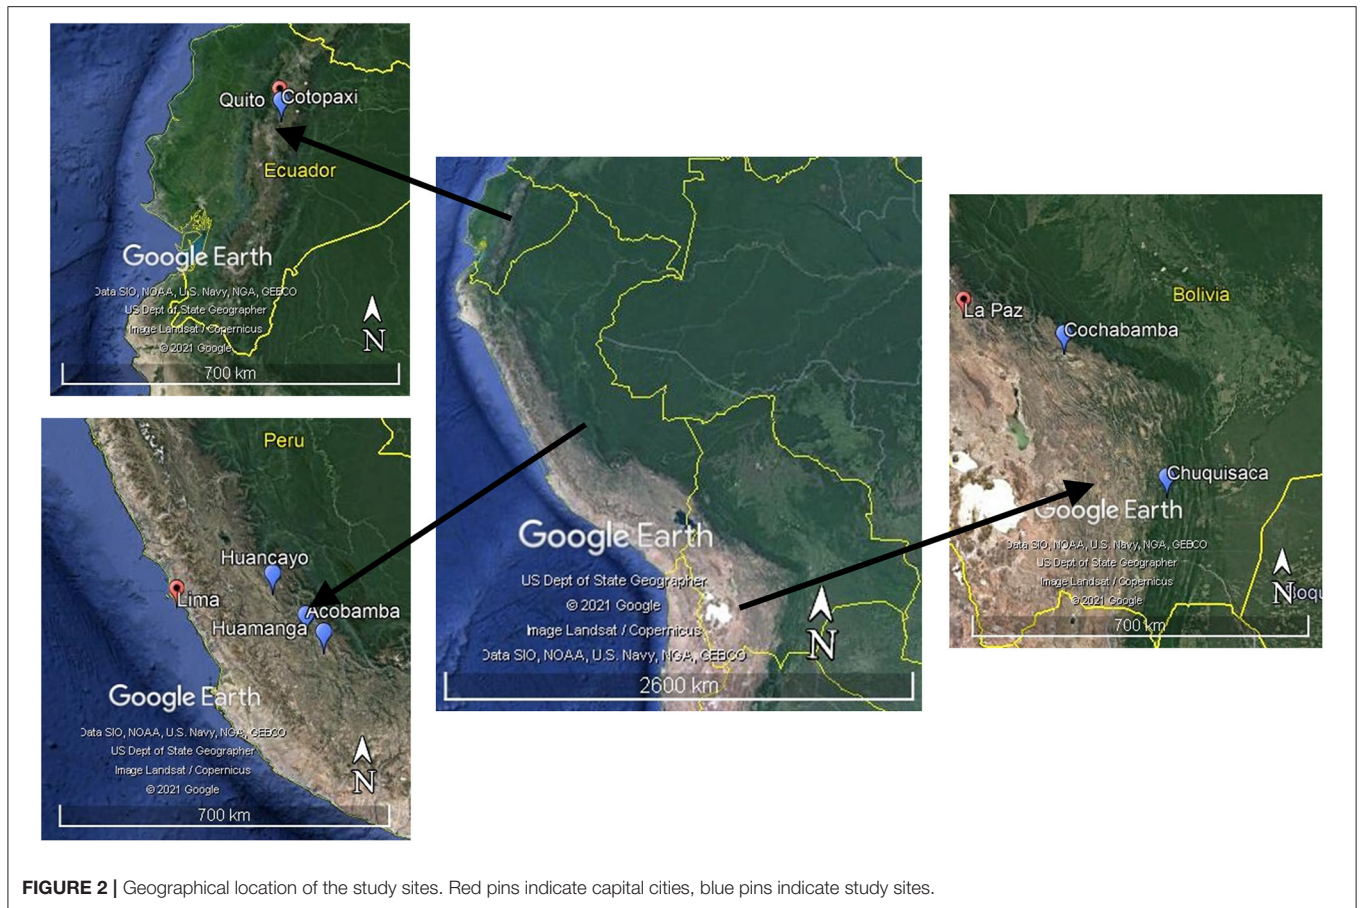 Quito
Cotopaxi
Ecuador
Google Earth
Data SIO, NOAA, U.S. Navy, NGA, GEBCO
US Dept of State Geographer
Image Landsat / Copernicus
© 2021 Google
N
700 km
Peru
Huancayo
Lima
Acobamba
Huamanga
Google Earth
Data SIO, NOAA, U.S. Navy, NGA, GEBCO
US Dept of State Geographer
Image Landsat / Copernicus
© 2021 Google
N
700 km
Google Earth
US Dept of State Geographer
© 2021 Google
Image Landsat / Copernicus
Data SIO, NOAA, U.S. Navy, NGA, GEBCO
N
2600 km
Bolivia
La Paz
Cochabamba
Chuquisaca
Google Earth
Data SIO, NOAA, U.S. Navy, NGA, GEBCO
US Dept of State Geographer
Image Landsat / Copernicus
© 2021 Google
N
700 km
FIGURE 2 | Geographical location of the study sites. Red pins indicate capital cities, blue pins indicate study sites.